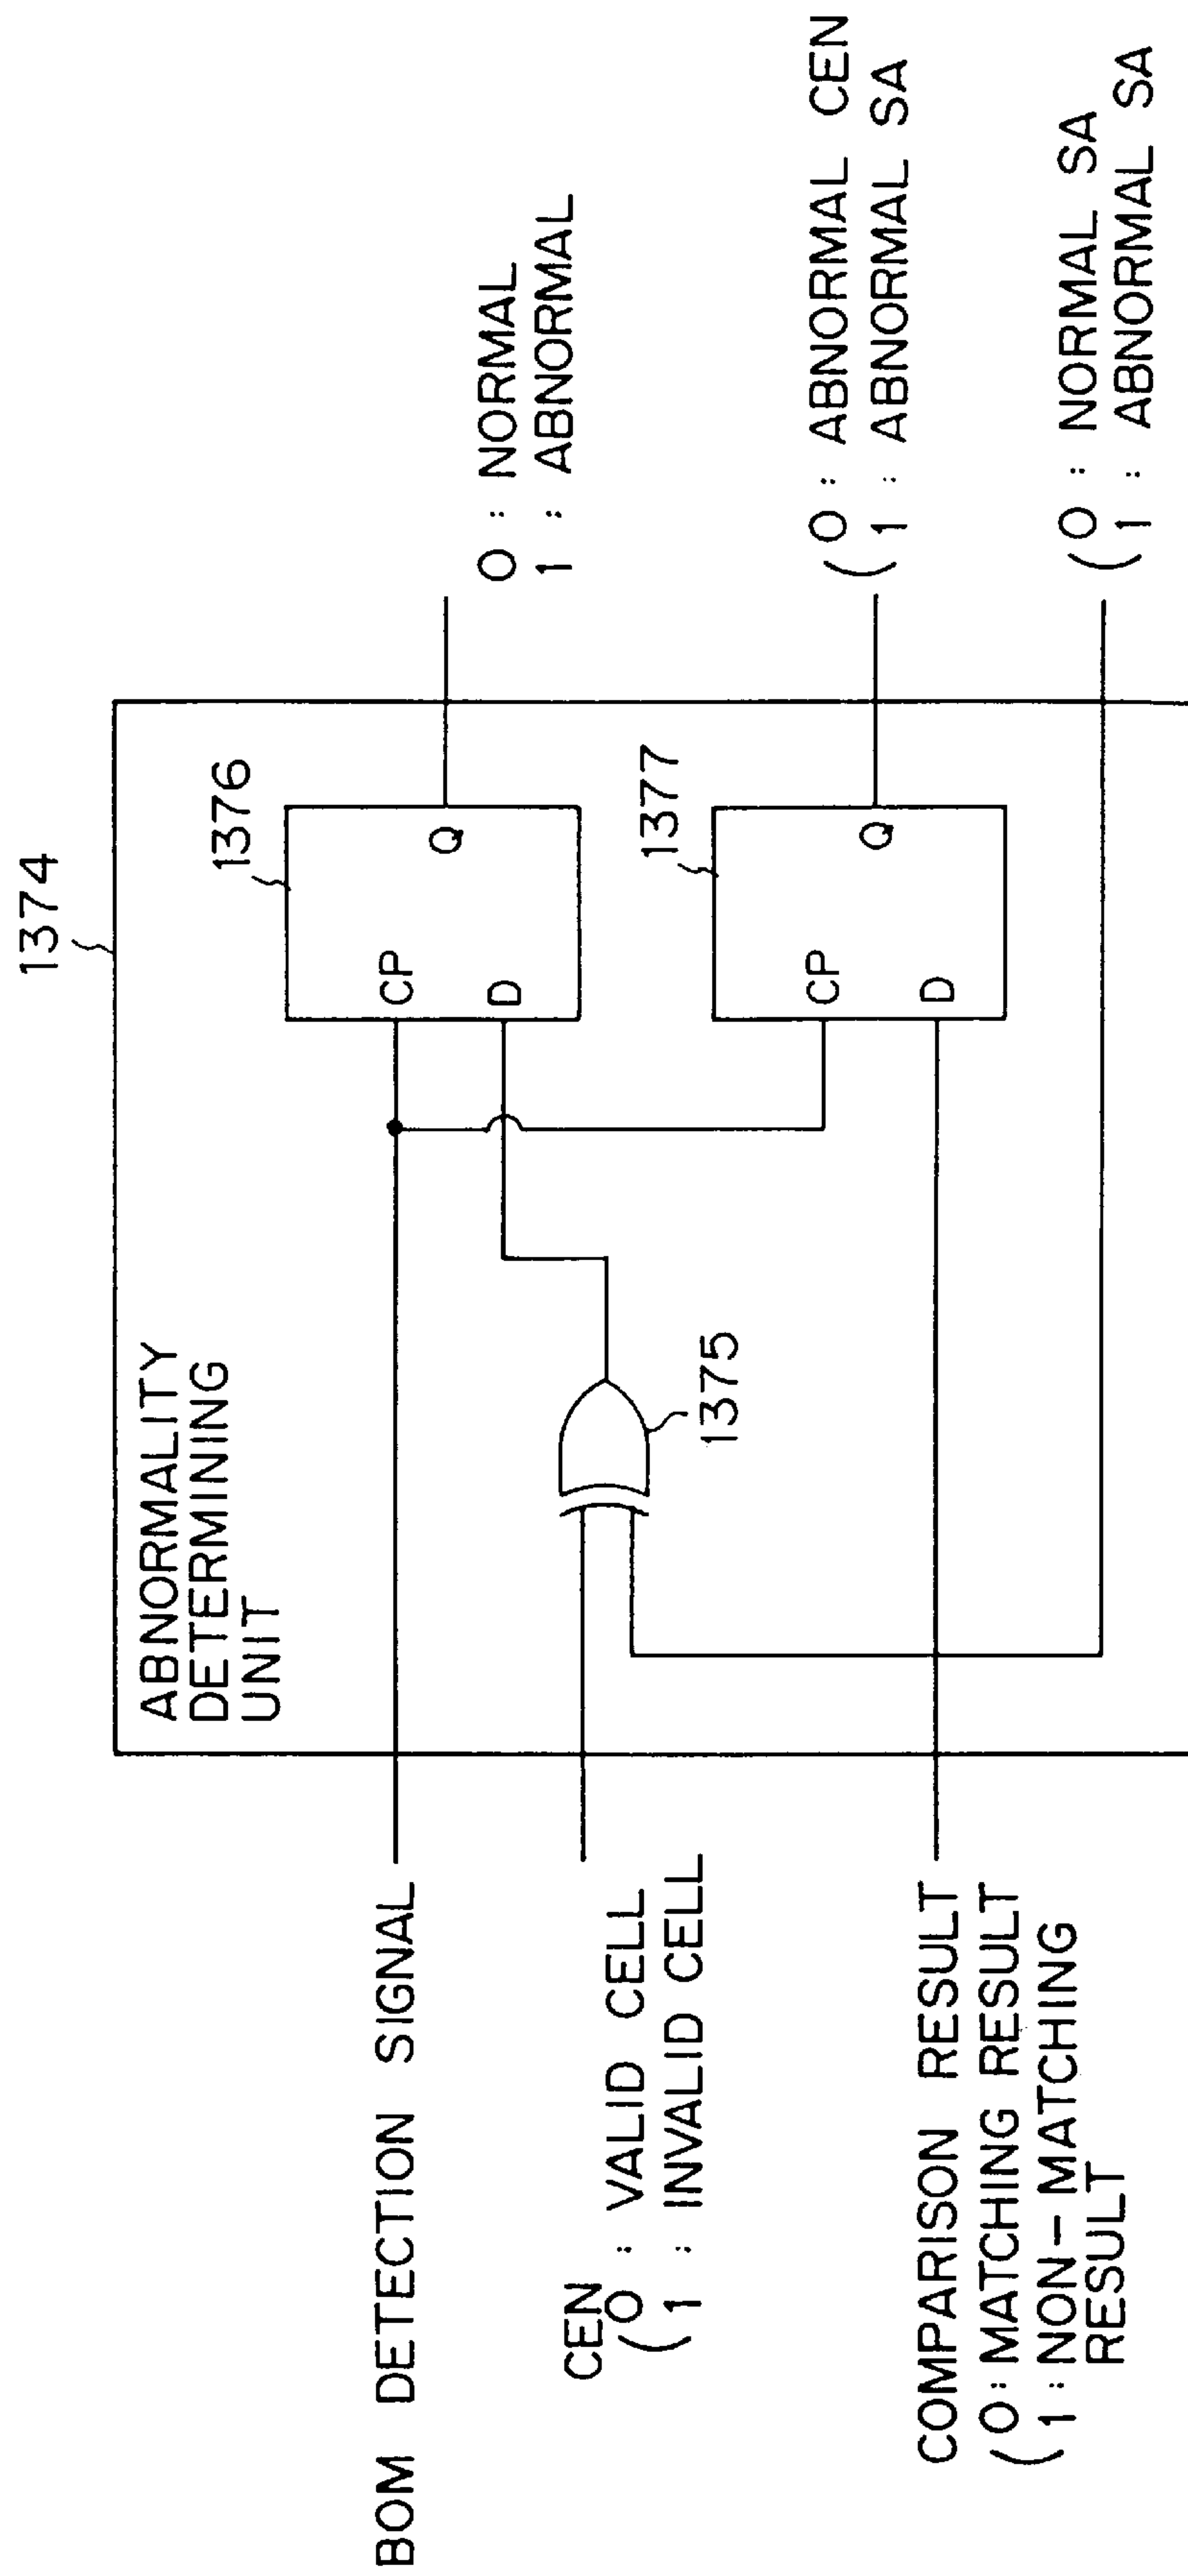 1374
ABNORMALITY
DETERMINING
UNIT
BOM DETECTION SIGNAL
CP
D
Q
1376
0 : NORMAL
1 : ABNORMAL
CEN
( 0 : VALID CELL
1 : INVALID CELL
1375
1377
CP
D
Q
( 0 : ABNORMAL CEN
1 : ABNORMAL SA
COMPARISON RESULT
( 0 : MATCHING RESULT
1 : NON-MATCHING
RESULT
( 0 : NORMAL SA
1 : ABNORMAL SA